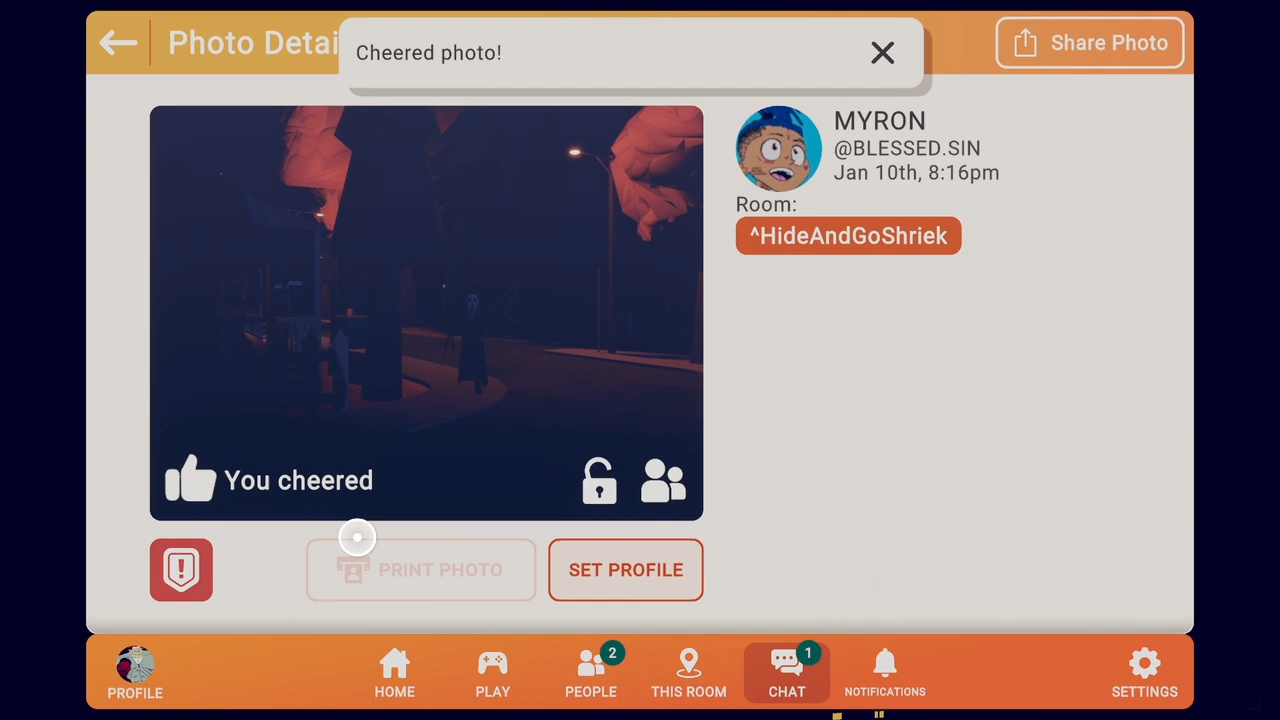 Photo Detai
Cheered photo!
Share Photo
MYRON
@BLESSED.SIN
Jan 10th, 8:16pm
Room:
^HideAndGoShriek
You cheered
PRINT PHOTO
SET PROFILE
2
1
PROFILE
HOME
PLAY
PEOPLE
THIS ROOM
CHAT
NOTIFICATIONS
SETTINGS